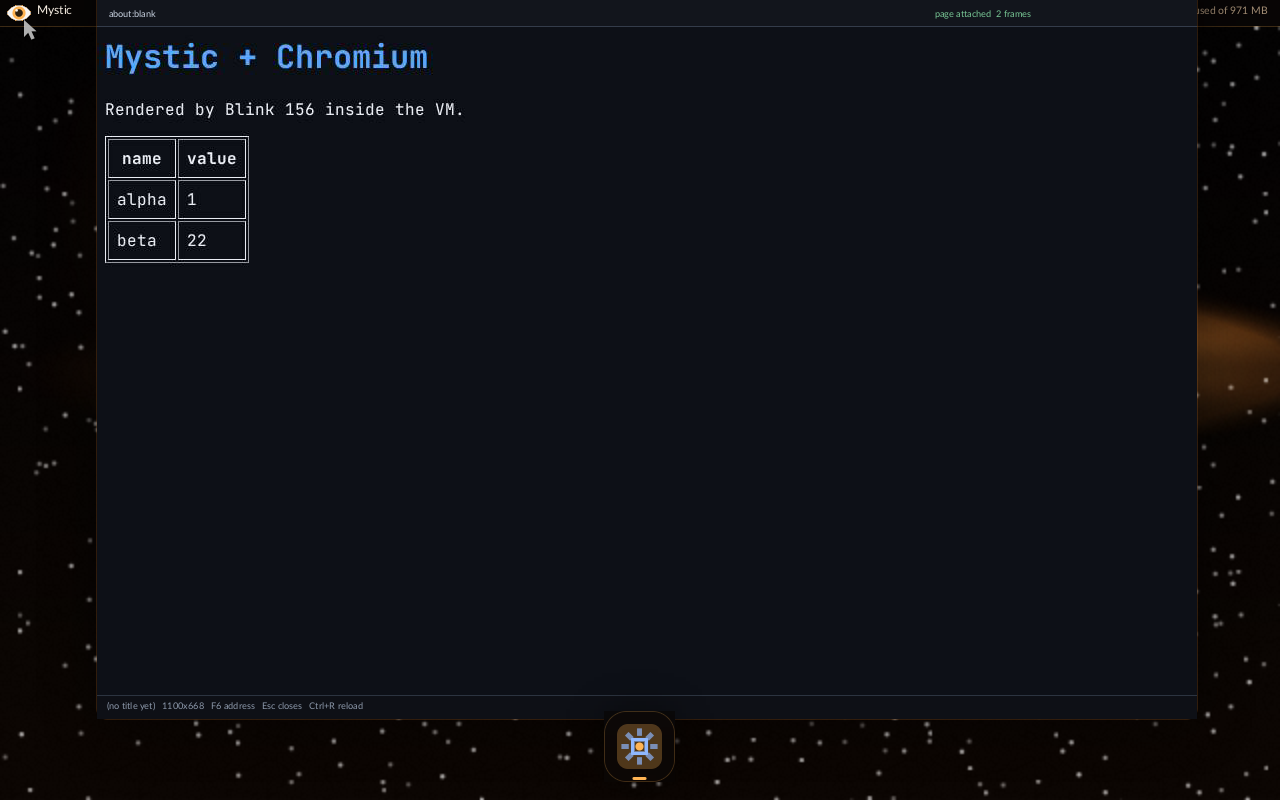 Mystic
about:blank
page attached 2 frames
used of 971 MB
Mystic + Chromium
Rendered by Blink 156 inside the VM.
name value
alpha 1
beta 22
(no title yet) 1100x668 F6 address Esc closes Ctrl+R reload